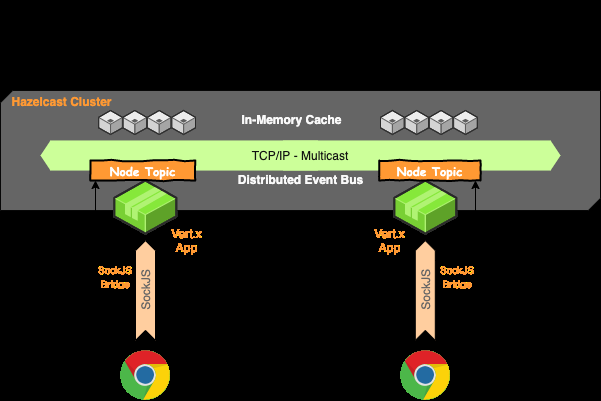 Hazelcast Cluster
In-Memory Cache
TCP/IP - Multicast
Node Topic
Node Topic
Distributed Event Bus
Vert.x
App
Vert.x
App
SockJS
Bridge
SockJS
SockJS
SockJS
Bridge